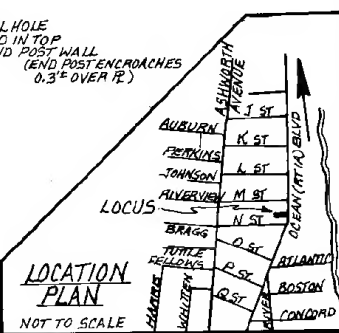 L HOLE
D IN TOP
ND POST WALL
(END POST ENCROACHES
0.3'± OVER PL)
ASHWORTH
AVENUE
J ST
AUBURN
K ST
PERKINS
JOHNSON
L ST
RIVERVIEW
M ST
LOCUS
N ST
OCEAN (RT 1A) BLVD
BRAGG
O ST
TUTTLE
FELLOWS
P ST
ATLANTIC
Q ST
BOSTON
CONCORD
HARRIS
WHITTEN
RIVER
LOCATION
PLAN
NOT TO SCALE